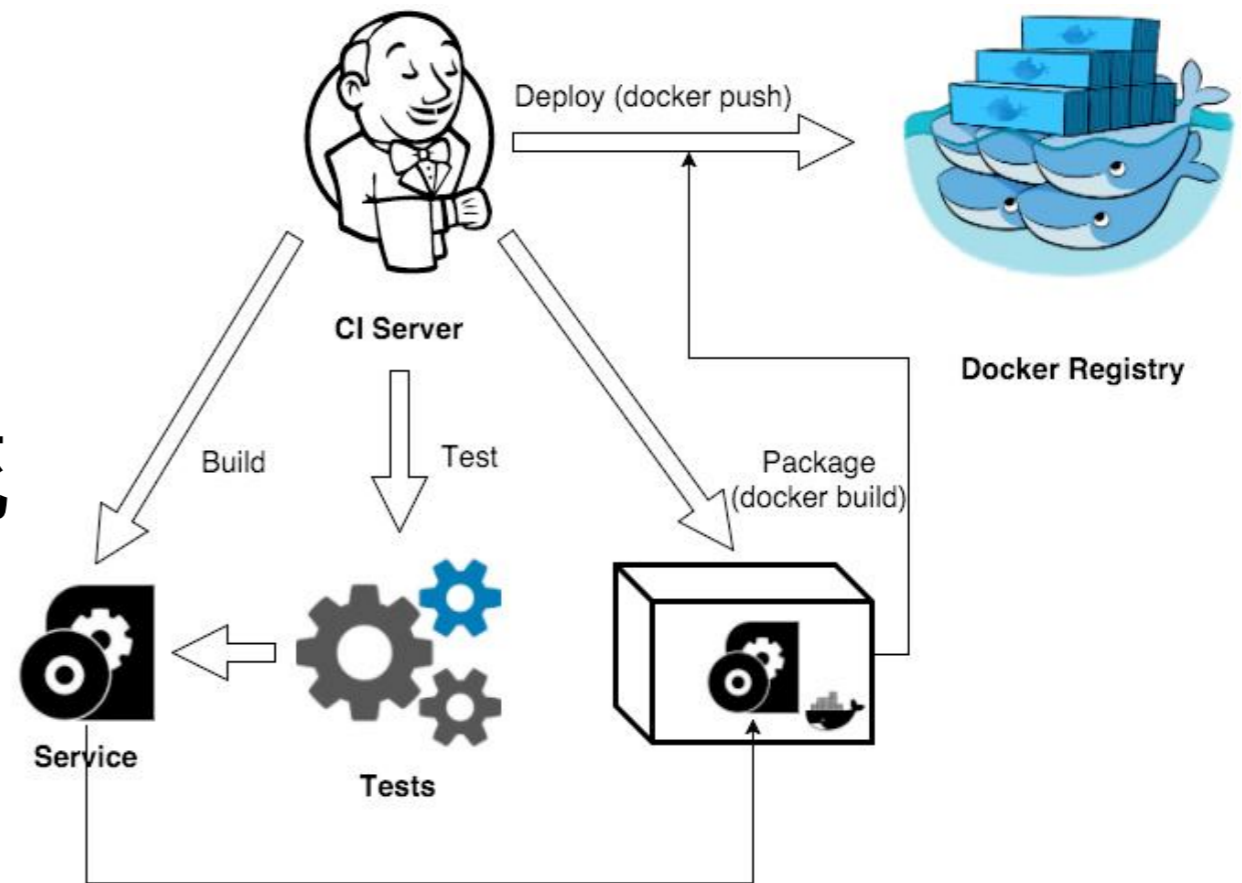 Deploy (docker push)
CI Server
Docker Registry
Build
Test
Package
(docker build)
Service
Tests